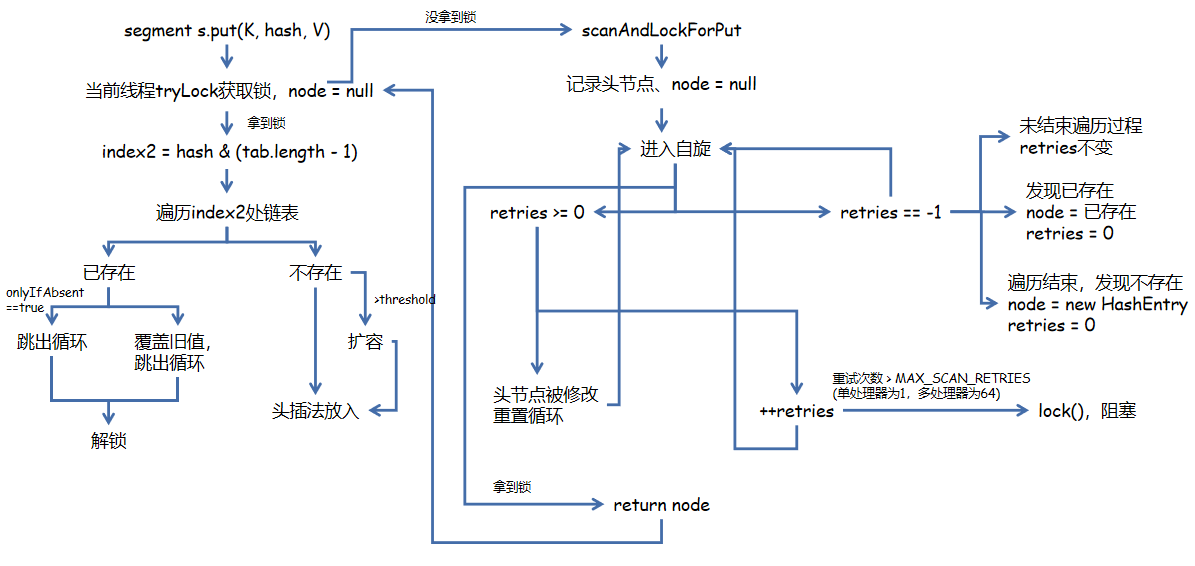 segment s.put(K, hash, V)
没拿到锁
scanAndLockForPut
当前线程tryLock获取锁，node = null
记录头节点、node = null
拿到锁
index2 = hash & (tab.length - 1)
进入自旋
未结束遍历过程
retries不变
遍历index2处链表
retries >= 0
retries == -1
发现已存在
node = 已存在
retries = 0
已存在
不存在
onlyIfAbsent
==true
>threshold
遍历结束，发现不存在
node = new HashEntry
retries = 0
跳出循环
覆盖旧值，
跳出循环
扩容
头节点被修改
重置循环
重试次数 > MAX_SCAN_RETRIES
(单处理器为1，多处理器为64)
头插法放入
++retries
lock()，阻塞
解锁
拿到锁
return node